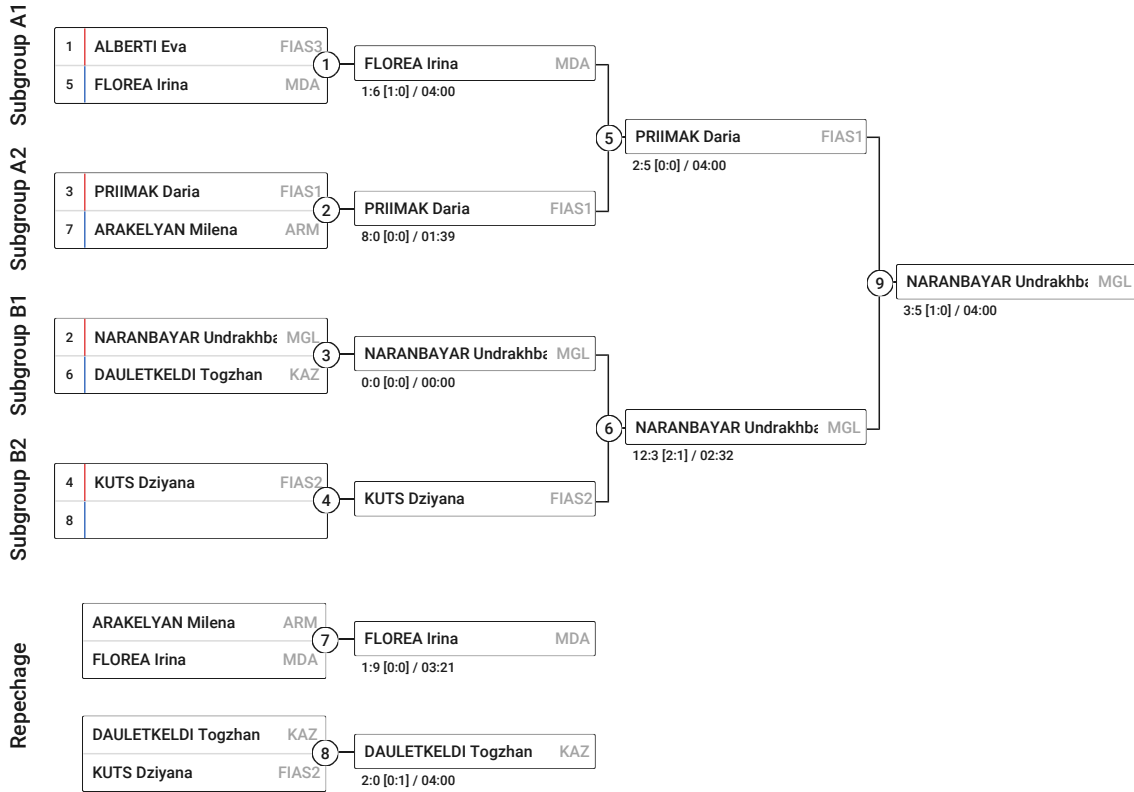 Subgroup A1
1 ALBERTI Eva FIAS3
5 FLOREA Irina MDA
1
FLOREA Irina MDA
1:6 [1:0] / 04:00
5
PRIIMAK Daria FIAS1
2:5 [0:0] / 04:00
Subgroup A2
3 PRIIMAK Daria FIAS1
7 ARAKELYAN Milena ARM
2
PRIIMAK Daria FIAS1
8:0 [0:0] / 01:39
9
NARANBAYAR Undrakhba MGL
3:5 [1:0] / 04:00
Subgroup B1
2 NARANBAYAR Undrakhba MGL
6 DAULETKELDI Togzhan KAZ
3
NARANBAYAR Undrakhba MGL
0:0 [0:0] / 00:00
6
NARANBAYAR Undrakhba MGL
12:3 [2:1] / 02:32
Subgroup B2
4 KUTS Dziyana FIAS2
8
4
KUTS Dziyana FIAS2
Repechage
ARAKELYAN Milena ARM
FLOREA Irina MDA
7
FLOREA Irina MDA
1:9 [0:0] / 03:21
DAULETKELDI Togzhan KAZ
KUTS Dziyana FIAS2
8
DAULETKELDI Togzhan KAZ
2:0 [0:1] / 04:00